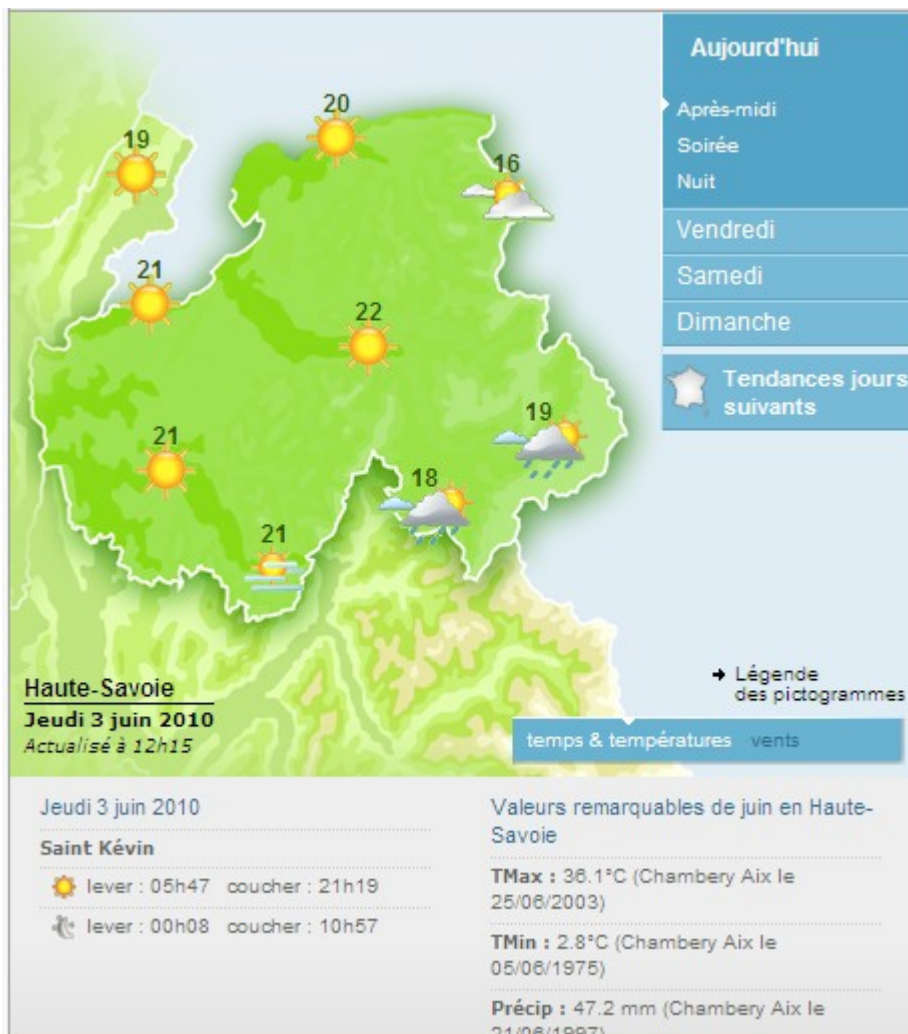 Aujourd'hui
Après-midi
Soirée
Nuit
Vendredi
Samedi
Dimanche
Tendances jours
suivants
20
19
16
21
22
19
21
18
21
Légende
des pictogrammes
Haute-Savoie
Jeudi 3 juin 2010
Actualisé à 12h15
temps & températures vents
Jeudi 3 juin 2010
Saint Kévin
lever : 05h47 coucher : 21h19
lever : 00h08 coucher : 10h57
Valeurs remarquables de juin en Haute-
Savoie
TMax : 36.1°C (Chambery Aix le
25/06/2003)
TMin : 2.8°C (Chambery Aix le
05/06/1975)
Précip : 47.2 mm (Chambery Aix le
21/06/1997)